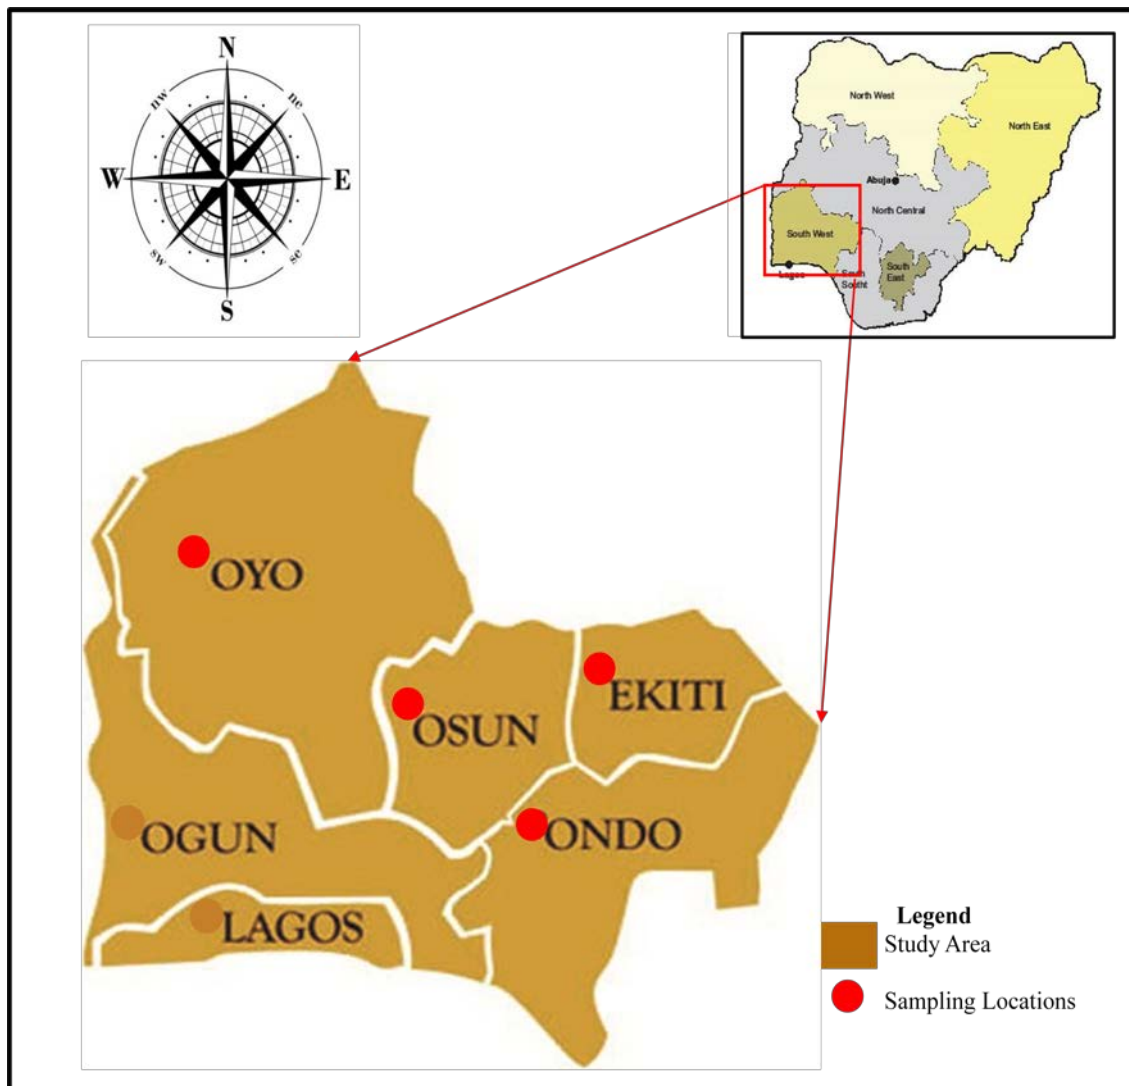 N
nw
ne
W
E
sw
se
S
North West
North East
Abuja
North Central
South West
Lagos
South
South
East
Southt
OYO
EKITI
OSUN
OGUN
ONDO
LAGOS
Legend
Study Area
Sampling Locations